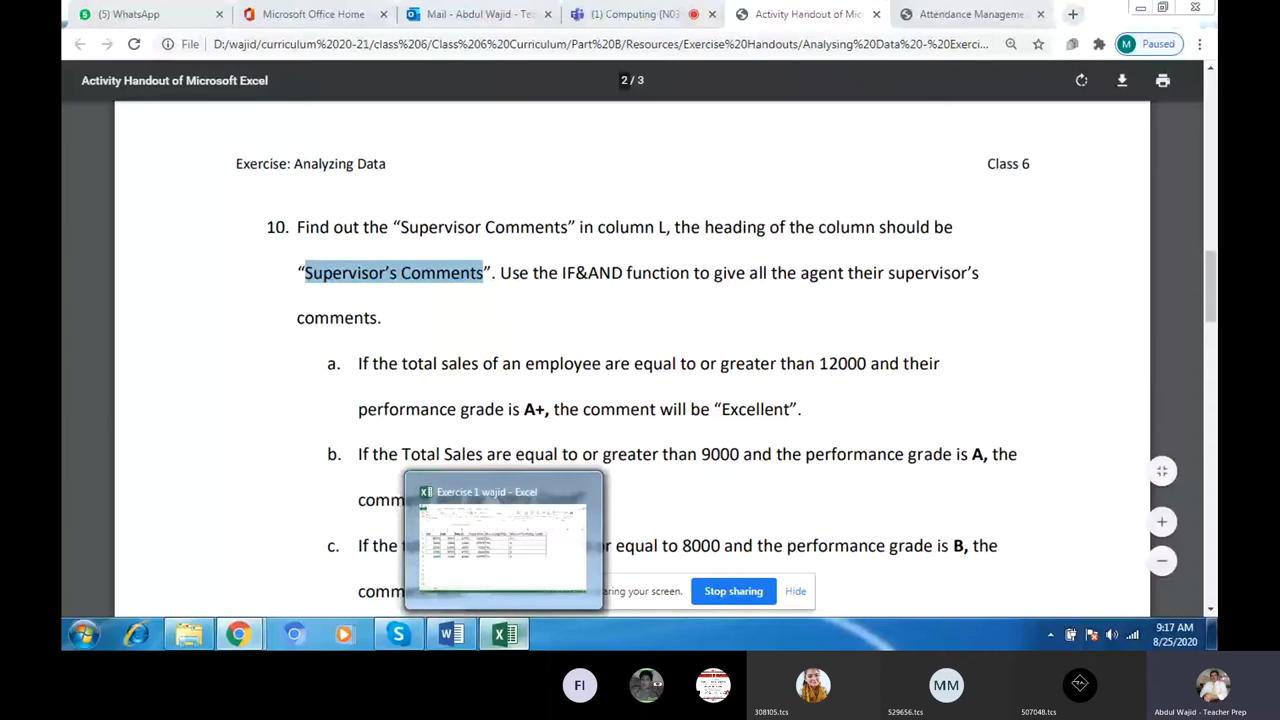 (5) WhatsApp
Microsoft Office Home
Mail - Abdul Wajid - Te
(1) Computing {N03
Activity Handout of Mic
Attendance Manageme
File
D:/wajid/curriculum%2020-21/class%206/Class%206%20Curriculum/Part%20B/Resources/Exercise%20Handouts/Analysing%20Data%20-%20Exerci...
M Paused
Activity Handout of Microsoft Excel
2 / 3
Exercise: Analyzing Data
Class 6
10. Find out the “Supervisor Comments” in column L, the heading of the column should be
“Supervisor’s Comments”. Use the IF&AND function to give all the agent their supervisor’s
comments.
a. If the total sales of an employee are equal to or greater than 12000 and their
performance grade is A+, the comment will be “Excellent”.
b. If the Total Sales are equal to or greater than 9000 and the performance grade is A, the
comm
Exercise 1 wajid - Excel
c. If the
or equal to 8000 and the performance grade is B, the
comm
aring your screen.
Stop sharing
Hide
9:17 AM
8/25/2020
FI
MM
308105.tcs
529656.tcs
507048.tcs
Abdul Wajid - Teacher Prep